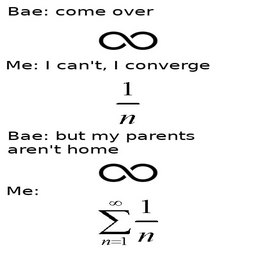 Bae: come over
∞
Me: I can't, I converge
1/n
Bae: but my parents
aren't home
∞
Me:
∞
∑ 1/n
n=1